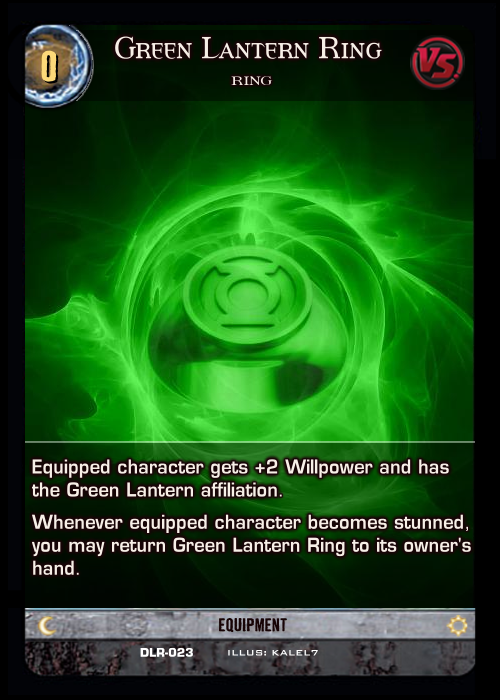 0
Green Lantern Ring
VS.
RING
Equipped character gets +2 Willpower and has
the Green Lantern affiliation.
Whenever equipped character becomes stunned,
you may return Green Lantern Ring to its owner's
hand.
EQUIPMENT
DLR-023 ILLUS: KALEL7